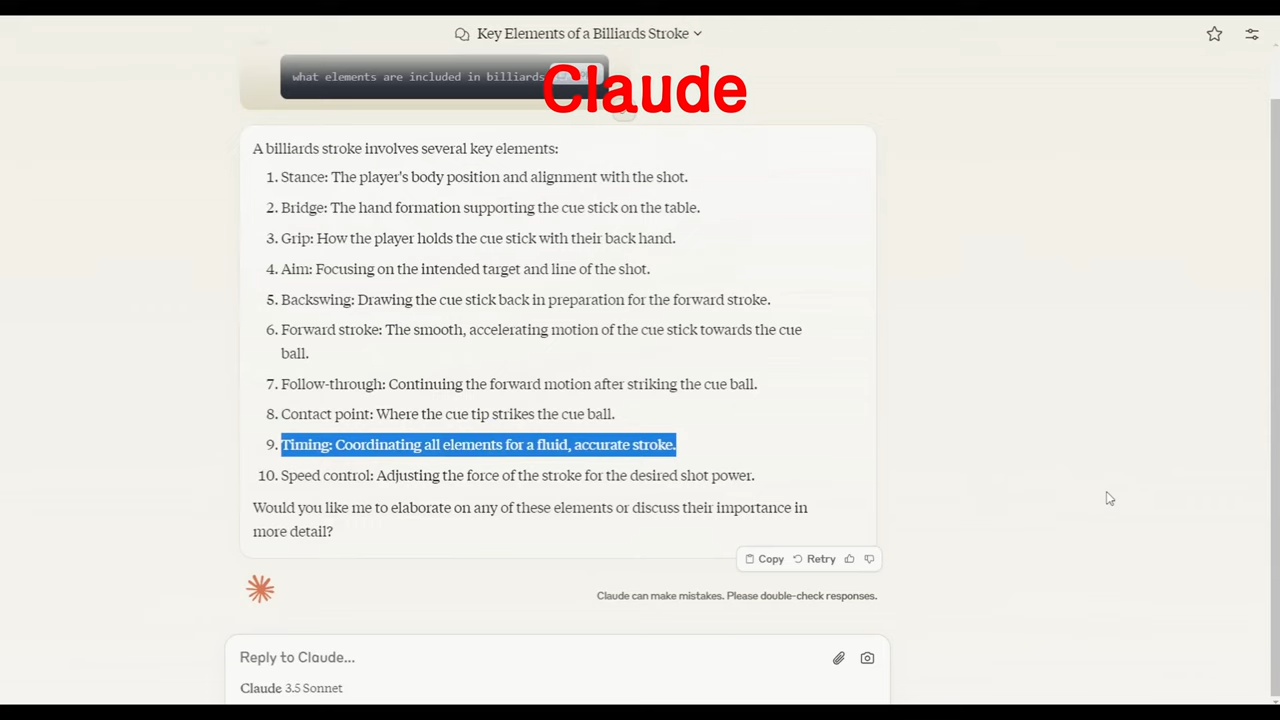 Key Elements of a Billiards Stroke
what elements are included in billiards
Claude
A billiards stroke involves several key elements:
1. Stance: The player's body position and alignment with the shot.
2. Bridge: The hand formation supporting the cue stick on the table.
3. Grip: How the player holds the cue stick with their back hand.
4. Aim: Focusing on the intended target and line of the shot.
5. Backswing: Drawing the cue stick back in preparation for the forward stroke.
6. Forward stroke: The smooth, accelerating motion of the cue stick towards the cue
ball.
7. Follow-through: Continuing the forward motion after striking the cue ball.
8. Contact point: Where the cue tip strikes the cue ball.
9. Timing: Coordinating all elements for a fluid, accurate stroke.
10. Speed control: Adjusting the force of the stroke for the desired shot power.
Would you like me to elaborate on any of these elements or discuss their importance in
more detail?
Copy Retry
Claude can make mistakes. Please double-check responses.
Reply to Claude...
Claude 3.5 Sonnet